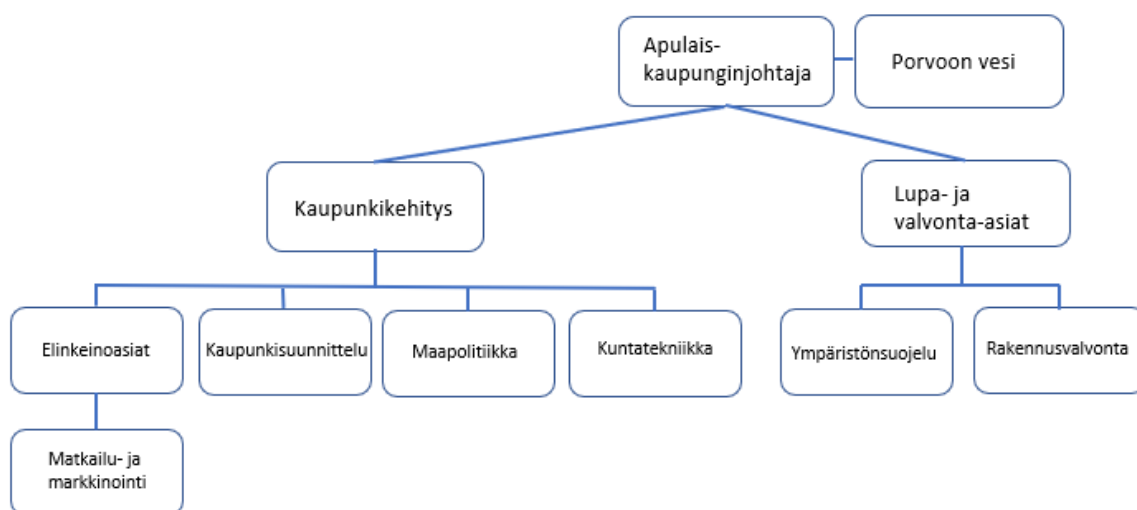 Apulais-
kaupunginjohtaja
Porvoon vesi
Kaupunkikehitys
Lupa- ja
valvonta-asiat
Elinkeinoasiat
Kaupunkisuunnittelu
Maapolitiikka
Kuntatekniikka
Ympäristönsuojelu
Rakennusvalvonta
Matkailu- ja
markkinointi